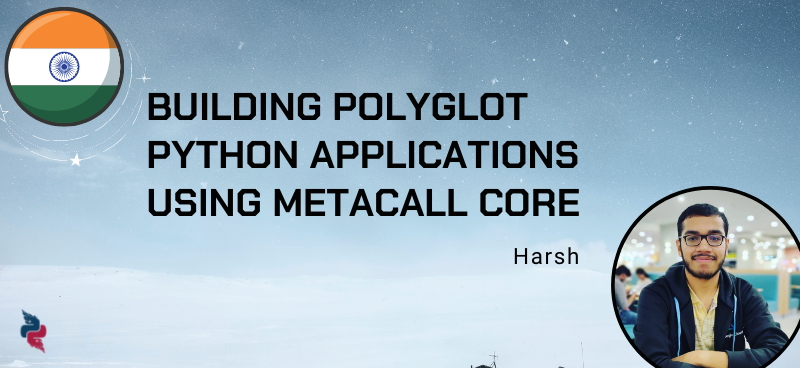 BUILDING POLYGLOT
PYTHON APPLICATIONS
USING METACALL CORE
Harsh